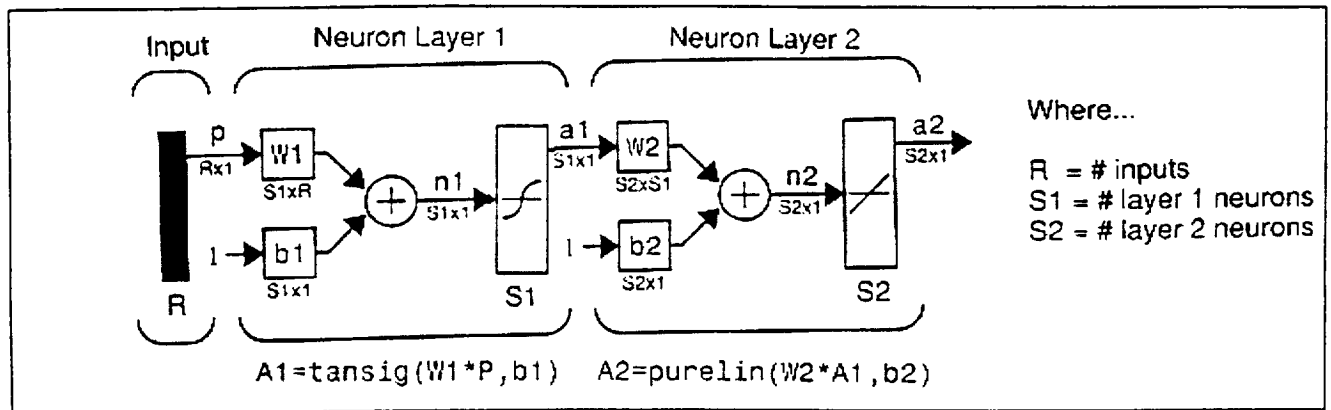 Input
Neuron Layer 1
Neuron Layer 2
p
Rx1
W1
S1xR
1
b1
S1x1
R
n1
S1x1
S1
a1
S1x1
W2
S2xS1
1
b2
S2x1
n2
S2x1
S2
a2
S2x1
Where...
R = # inputs
S1 = # layer 1 neurons
S2 = # layer 2 neurons
A1=tansig(W1*P,b1)
A2=purelin(W2*A1,b2)